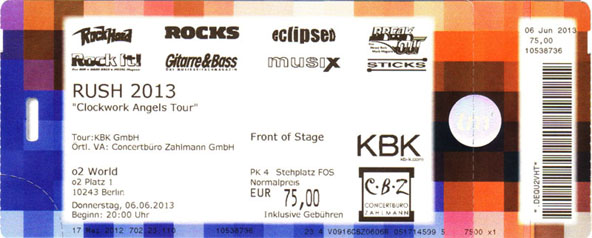 RockHard ROCKS eclipsed BREAK OUT
Rock It! Gitarre&Bass musix STICKS
RUSH 2013
"Clockwork Angels Tour"
Tour:KBK GmbH
Örtl. VA: Concertbüro Zahlmann GmbH
Front of Stage
KBK
o2 World
o2 Platz 1
10243 Berlin
Donnerstag, 06.06.2013
Beginn: 20:00 Uhr
PK 4 Stehplatz FOS
Normalpreis
EUR 75,00
Inklusive Gebühren
C·B·Z
CONCERTBÜRO
ZAHLMANN
10538736
7500 x1
06 Jun 2013
75,00
10538736